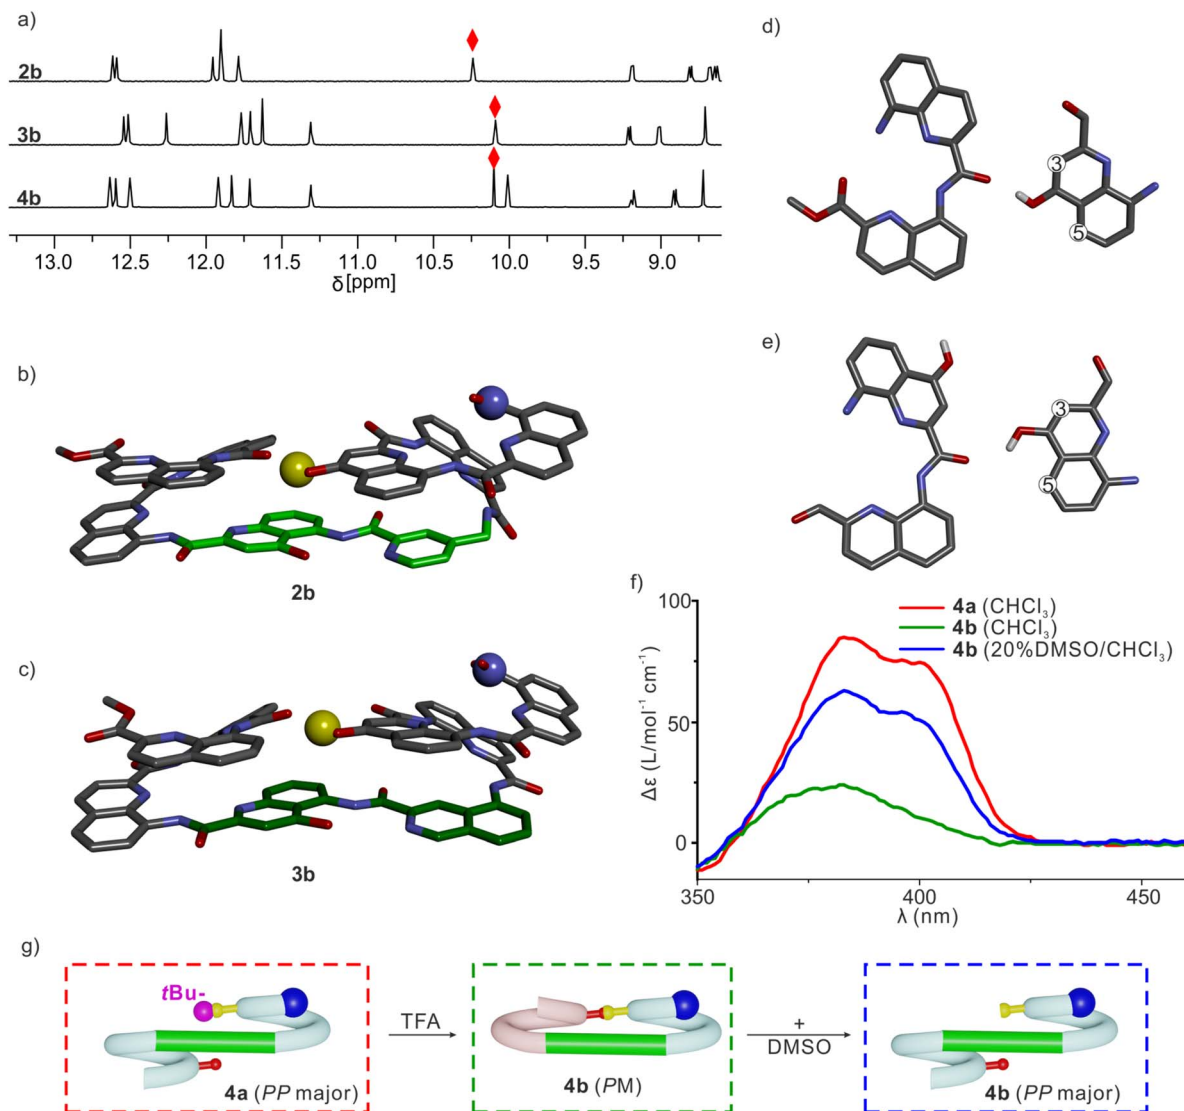 a)
2b
3b
4b
13.0 12.5 12.0 11.5 11.0 10.5 10.0 9.5 9.0
δ[ppm]
b)
2b
c)
3b
d)
3
5
e)
3
5
f)
4a (CHCl₃)
4b (CHCl₃)
4b (20%DMSO/CHCl₃)
Δε (L/mol⁻¹ cm⁻¹)
100
50
0
350 400 450
λ (nm)
g)
tBu-
4a (PP major)
TFA
4b (PM)
+
DMSO
4b (PP major)